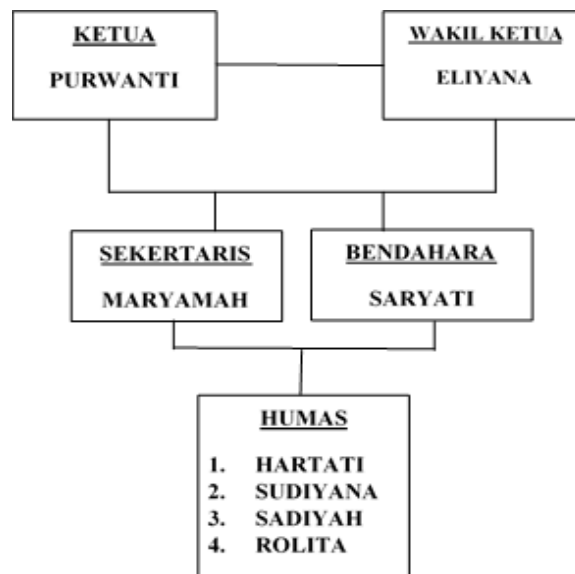 KETUA
PURWANTI
WAKIL KETUA
ELIYANA
SEKERTARIS
MARYAMAH
BENDAHARA
SARYATI
HUMAS
1. HARTATI
2. SUDIYANA
3. SADIYAH
4. ROLITA